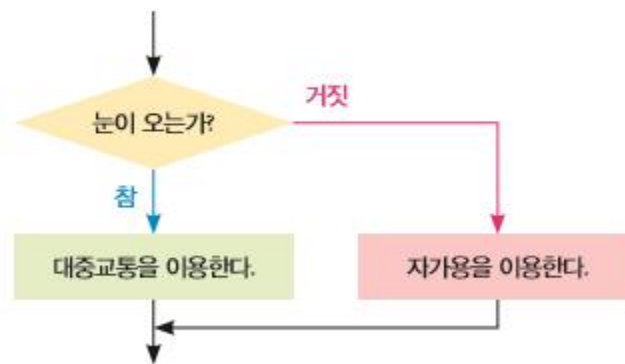 거짓
눈이 오는가?
참
대중교통을 이용한다.
자가용을 이용한다.